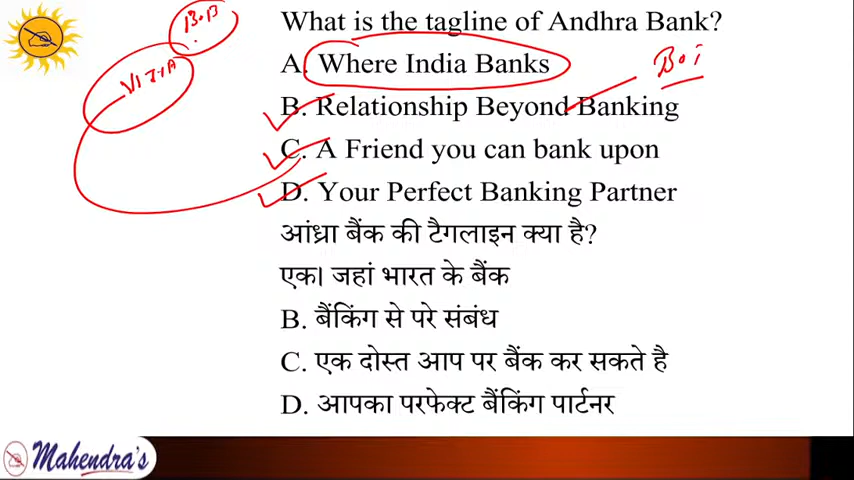 What is the tagline of Andhra Bank?
A. Where India Banks
B. Relationship Beyond Banking
C. A Friend you can bank upon
D. Your Perfect Banking Partner
आंध्रा बैंक की टैगलाइन क्या है?
एक। जहां भारत के बैंक
B. बैंकिंग से परे संबंध
C. एक दोस्त आप पर बैंक कर सकते है
D. आपका परफेक्ट बैंकिंग पार्टनर
B.O.B
B.O.I
Mahendra's